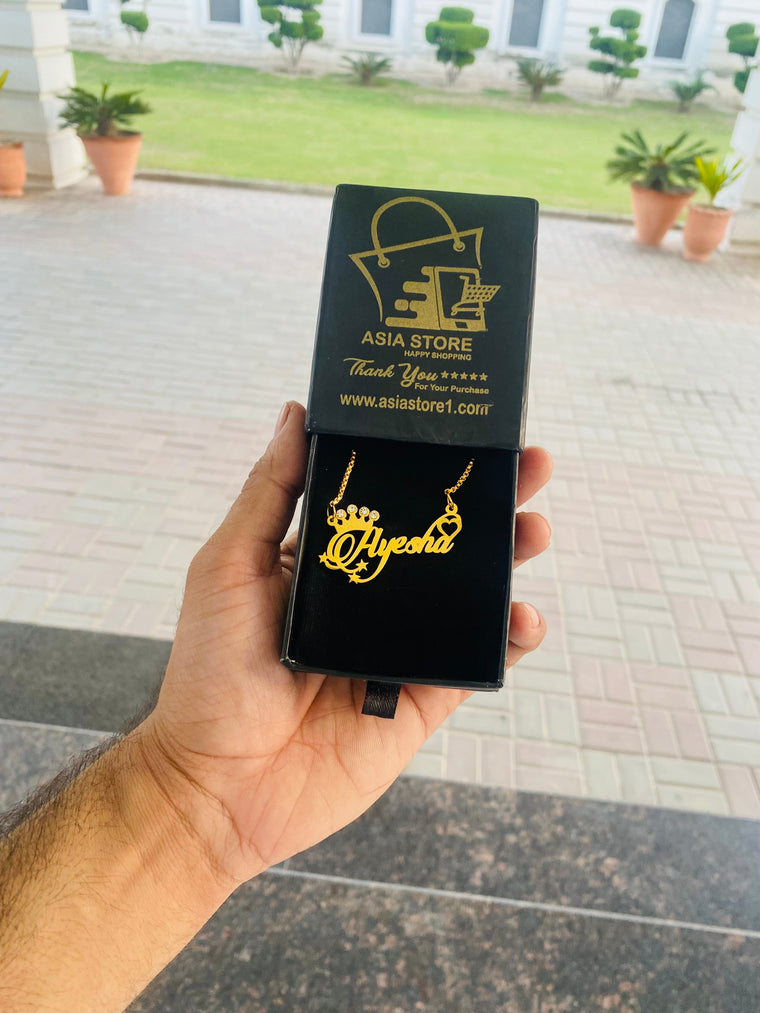 ASIA STORE
HAPPY SHOPPING
Thank You
For Your Purchase
www.asiastore1.com
Ayesha